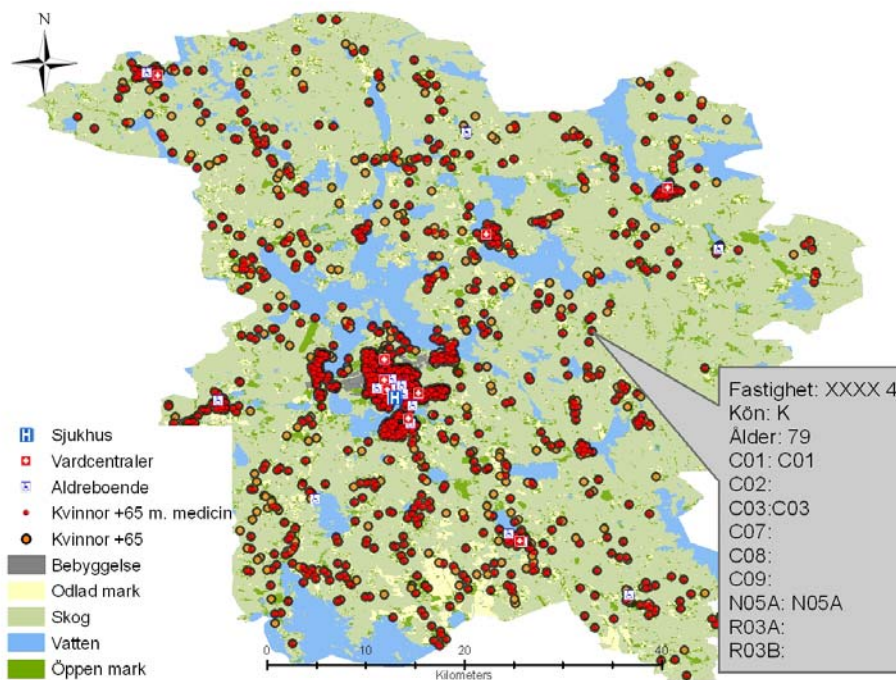 N
Fastighet: XXXX 4
Kön: K
Ålder: 79
C01: C01
C02:
C03:C03
C07:
C08:
C09:
N05A: N05A
R03A:
R03B:
H Sjukhus
Vardcentraler
Aldreboende
Kvinnor +65 m. medicin
Kvinnor +65
Bebyggelse
Odlad mark
Skog
Vatten
Öppen mark
H
0 10 20 40
Kilometers